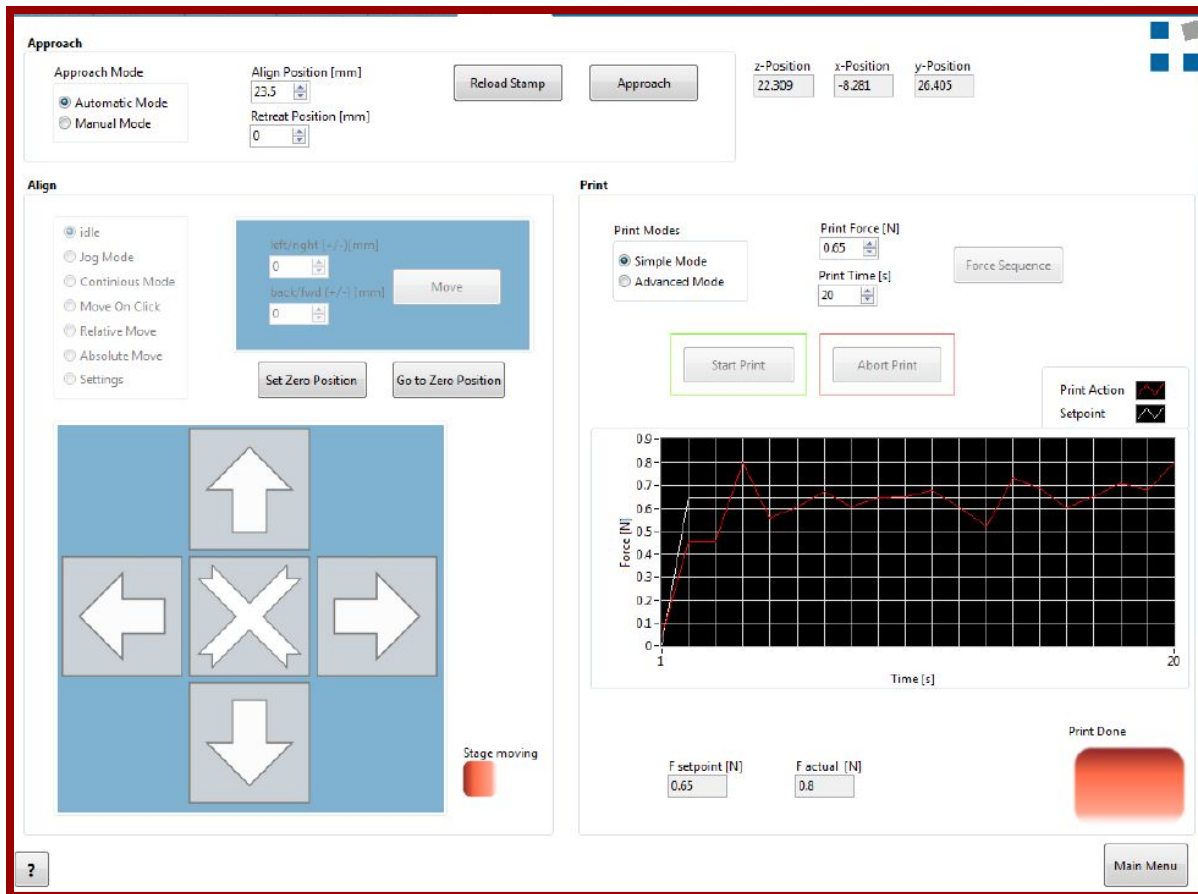 Approach
Approach Mode
Automatic Mode
Manual Mode
Align Position [mm]
23.5
Retreat Position [mm]
0
Reload Stamp
Approach
z-Position x-Position y-Position
22.309 -8.281 26.405
Align
idle
Jog Mode
Continious Mode
Move On Click
Relative Move
Absolute Move
Settings
left/right (-/-)[mm]
0
back/fwd (+/-) [mm]
0
Move
Set Zero Position
Go to Zero Position
Stage moving
Print
Print Modes
Simple Mode
Advanced Mode
Print Force [N]
0.65
Print Time [s]
20
Force Sequence
Start Print
Abort Print
Print Action
Setpoint
0.9
0.8
0.7
0.6
0.5
0.4
0.3
0.2
0.1
0
Force [N]
1 20
Time [s]
F setpoint [N] F actual [N]
0.65 0.8
Print Done
?
Main Menu